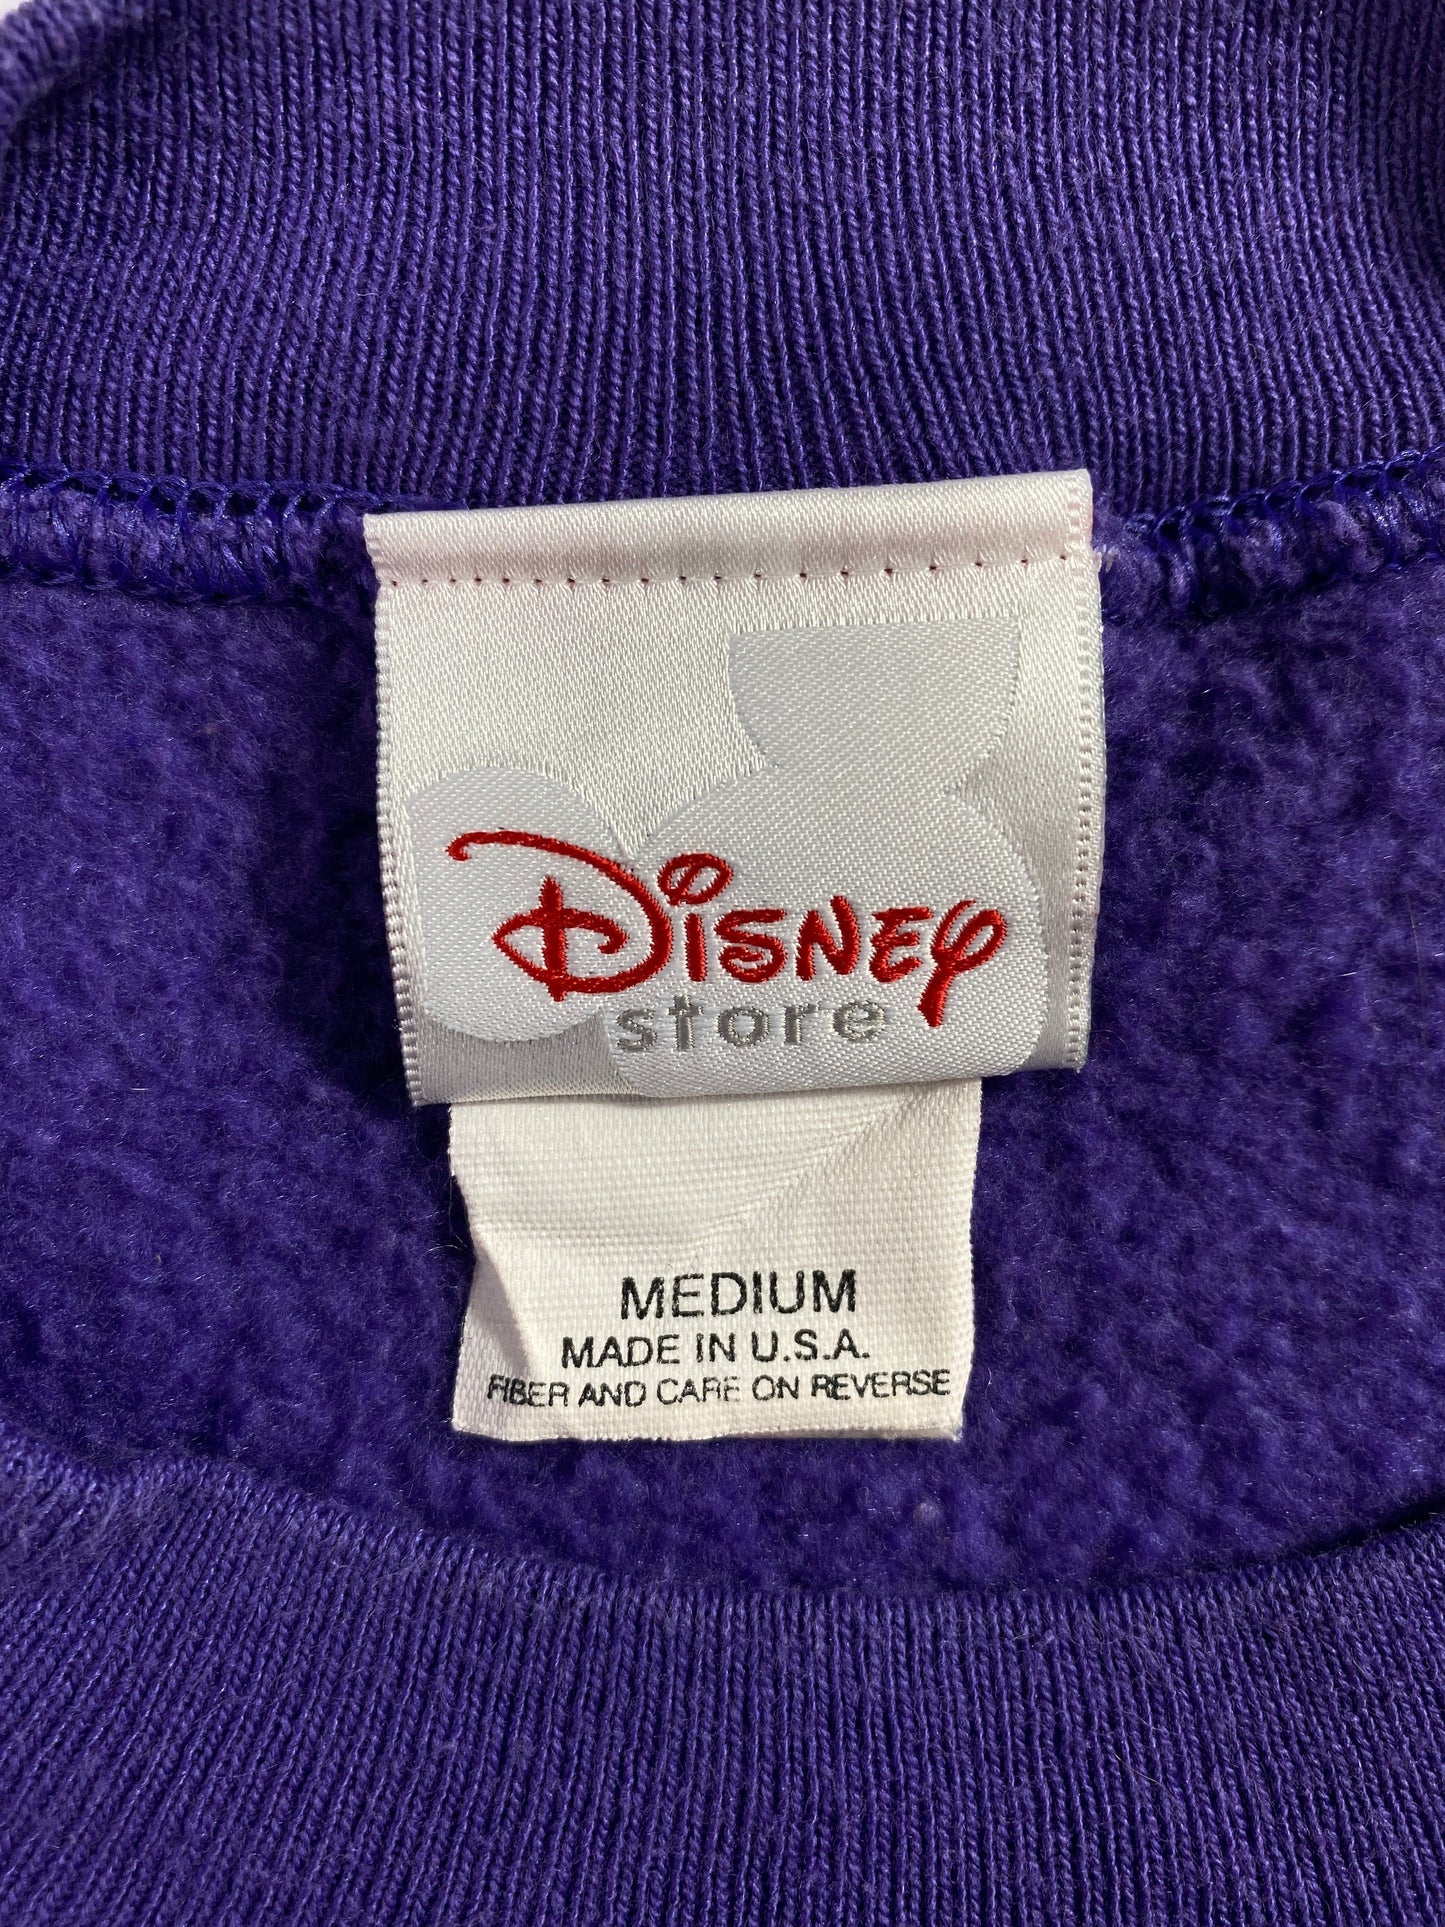 Disney
store
MEDIUM
MADE IN U.S.A.
FIBER AND CARE ON REVERSE